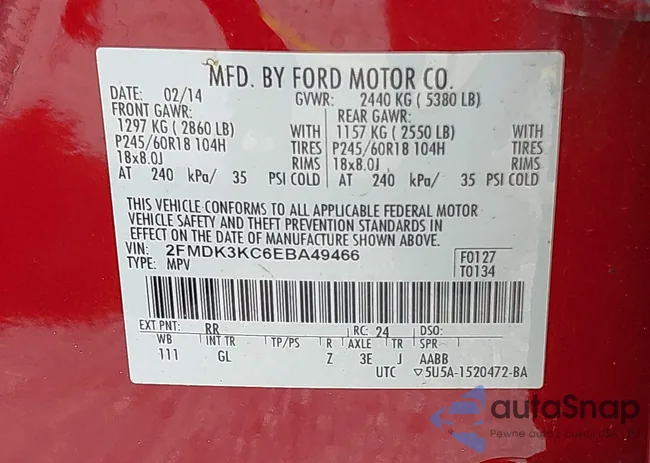 MFD. BY FORD MOTOR CO.
DATE: 02/14 GVWR: 2440 KG ( 5380 LB)
FRONT GAWR: REAR GAWR:
1297 KG ( 2860 LB) WITH 1157 KG ( 2550 LB) WITH
P245/60R18 104H TIRES P245/60R18 104H TIRES
18x8.0J RIMS 18x8.0J RIMS
AT 240 kPa/ 35 PSI COLD AT 240 kPa/ 35 PSI COLD
THIS VEHICLE CONFORMS TO ALL APPLICABLE FEDERAL MOTOR
VEHICLE SAFETY AND THEFT PREVENTION STANDARDS IN
EFFECT ON THE DATE OF MANUFACTURE SHOWN ABOVE.
VIN: 2FMDK3KC6EBA49466 F0127
TYPE: MPV T0134
EXT PNT: RR RC: 24 DSO:
WB INT TR TP/PS R AXLE TR SPR
111 GL Z 3E J AABB
UTC ▽5U5A-1520472-BA
autoSnap
Pewne auto